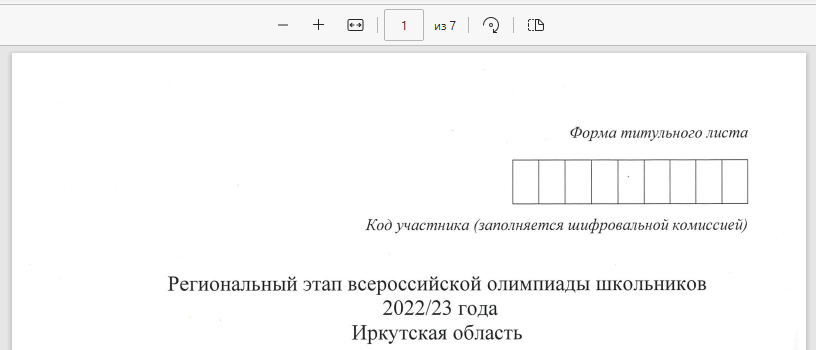 1 из 7
Форма титульного листа
Код участника (заполняется шифровальной комиссией)
Региональный этап всероссийской олимпиады школьников
2022/23 года
Иркутская область